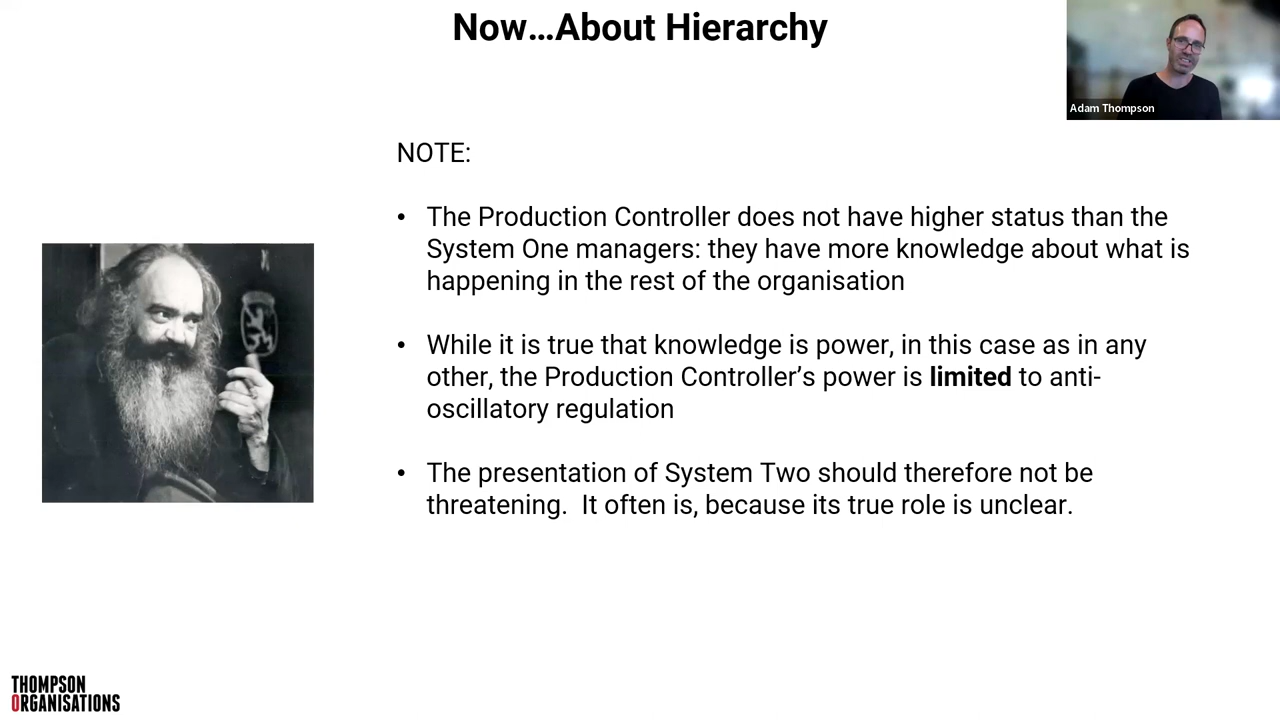 Now...About Hierarchy
Adam Thompson
NOTE:
• The Production Controller does not have higher status than the
System One managers: they have more knowledge about what is
happening in the rest of the organisation
• While it is true that knowledge is power, in this case as in any
other, the Production Controller’s power is limited to anti-
oscillatory regulation
• The presentation of System Two should therefore not be
threatening.  It often is, because its true role is unclear.
THOMPSON
ORGANISATIONS